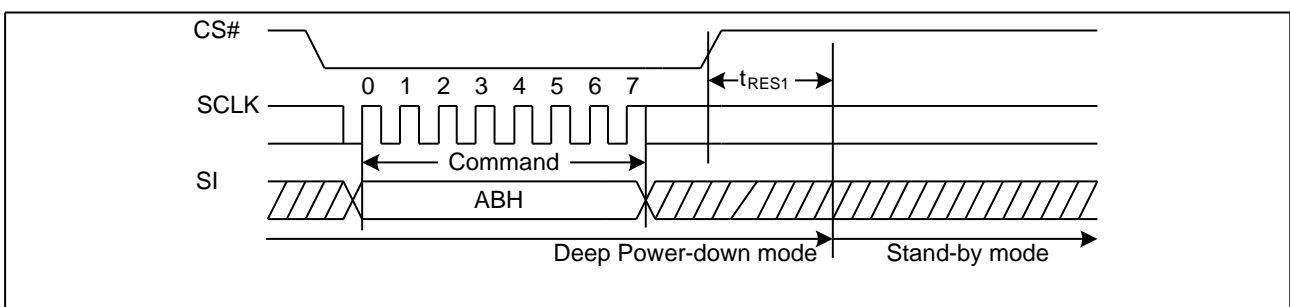 CS#
tRES1
0 1 2 3 4 5 6 7
SCLK
Command
SI
ABH
Deep Power-down mode Stand-by mode